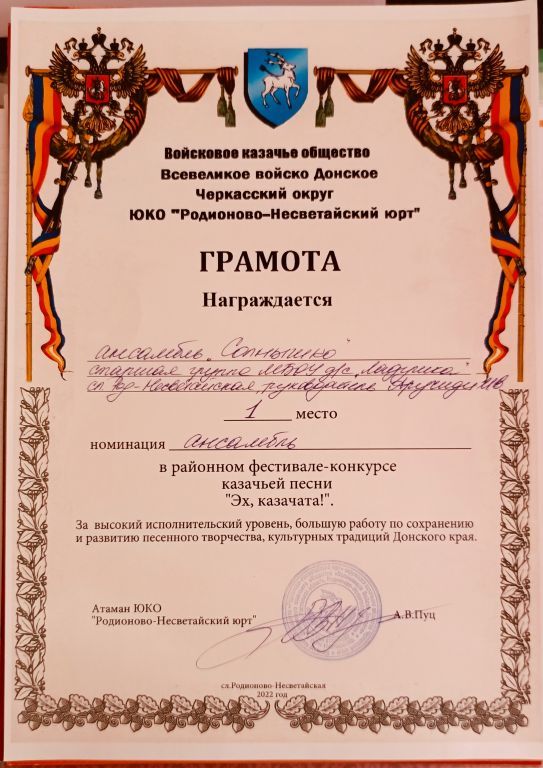 Войсковое казачье общество
Всевеликое войско Донское
Черкасский округ
ЮКО "Родионово-Несветайский юрт"
ГРАМОТА
Награждается
ансамбль „Солнышко"
старшая группа МБДОУ д/с „Ладушка"
сл. Род-Несветайская, руководитель
1 место
номинация ансамбль
в районном фестивале-конкурсе
казачьей песни
"Эх, казачата!".
За высокий исполнительский уровень, большую работу по сохранению
и развитию песенного творчества, культурных традиций Донского края.
Атаман ЮКО
"Родионово-Несветайский юрт" А.В.Пуц
сл.Родионово-Несветайская
2022 год